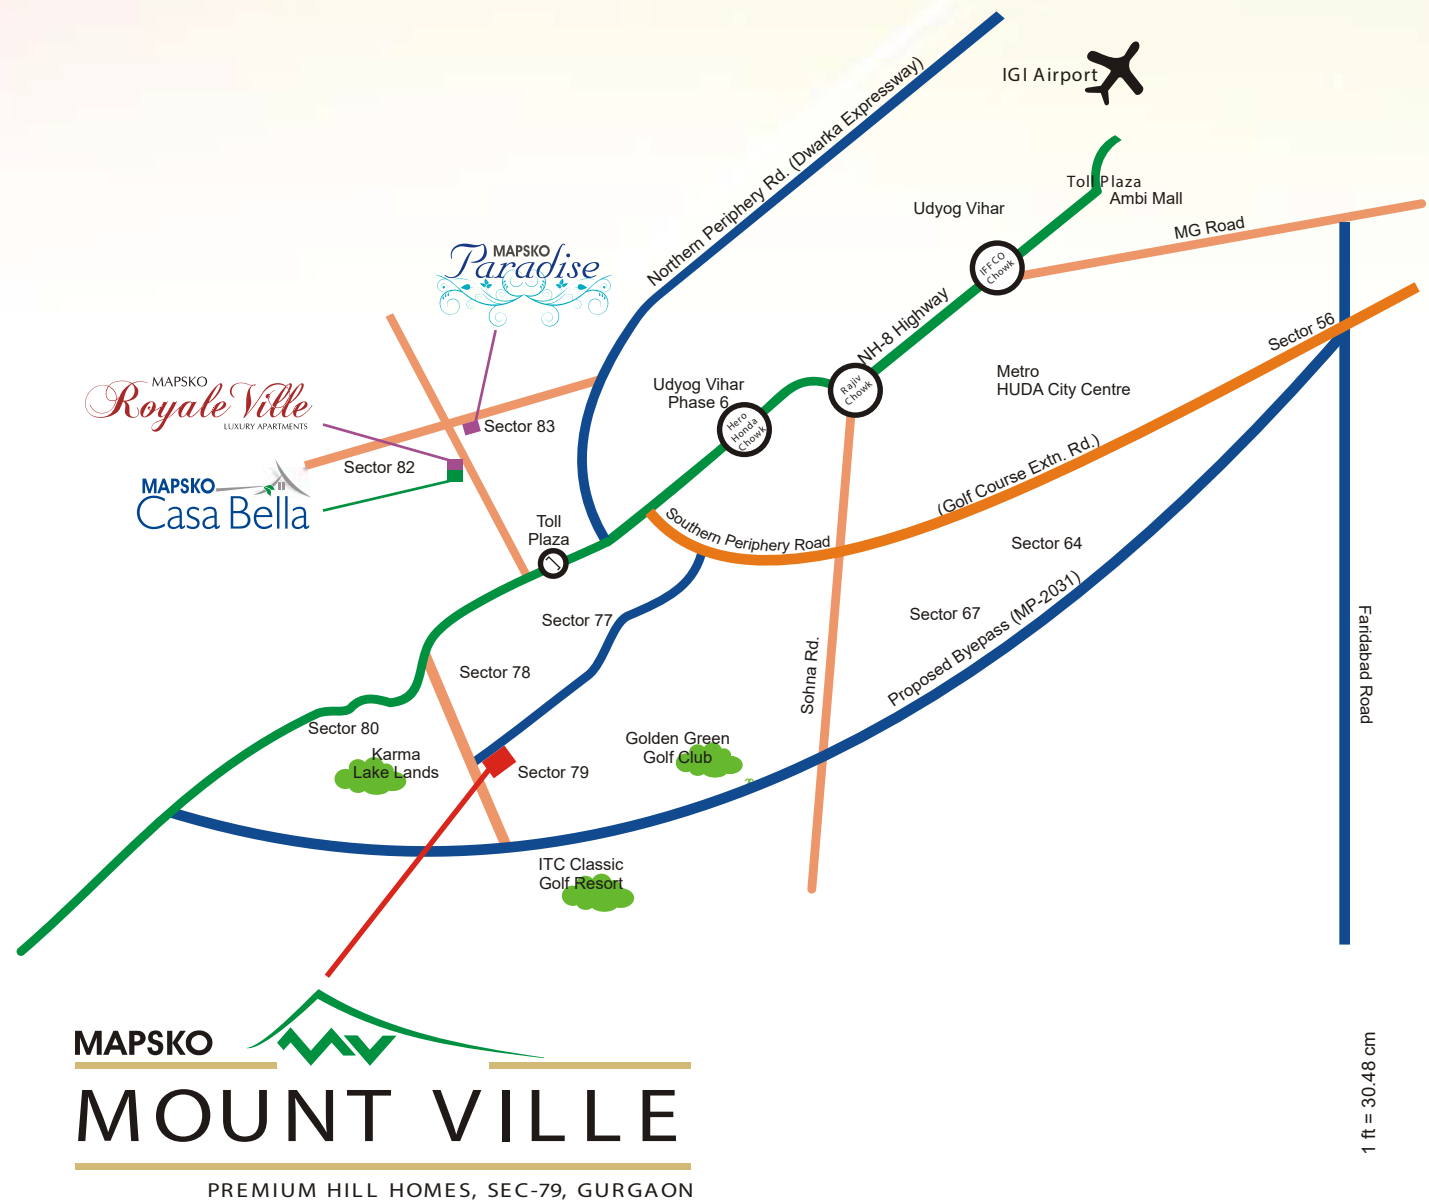 IGI Airport
Northern Periphery Rd. (Dwarka Expressway)
Toll Plaza
Ambi Mall
Udyog Vihar
MG Road
MAPSKO
Paradise
IFFCO
Chowk
NH-8 Highway
Sector 56
Metro
HUDA City Centre
MAPSKO
Royale Ville
LUXURY APARTMENTS
Udyog Vihar
Phase 6
Rajiv
Chowk
Hero
Honda
Chowk
Sector 83
Sector 82
MAPSKO
Casa Bella
(Golf Course Extn. Rd.)
Toll
Plaza
Southern Periphery Road
Sector 64
Sector 77
Sector 67
Proposed Byepass (MP-2031)
Faridabad Road
Sector 78
Sohna Rd.
Sector 80
Karma
Lake Lands
Golden Green
Golf Club
Sector 79
ITC Classic
Golf Resort
MAPSKO
MV
MOUNT VILLE
PREMIUM HILL HOMES, SEC-79, GURGAON
1 ft = 30.48 cm